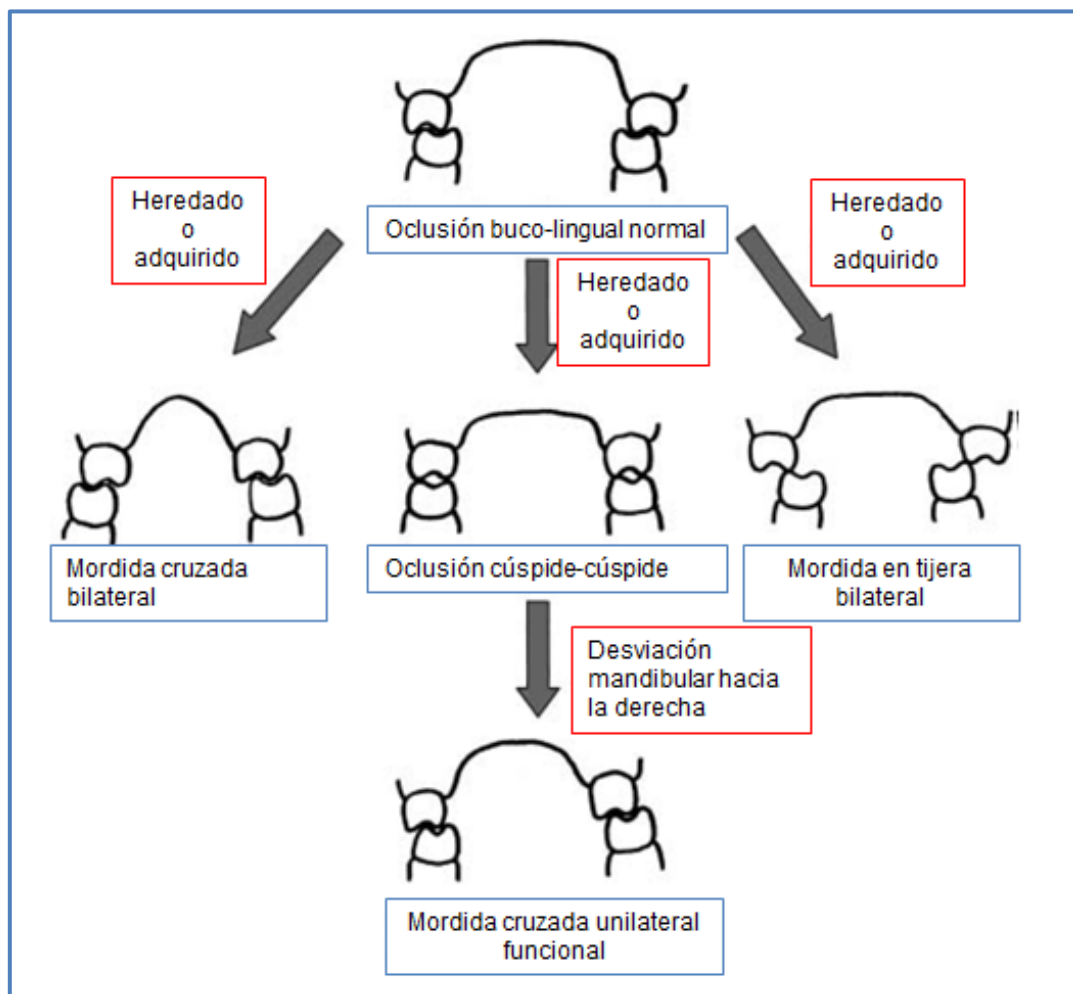 Heredado
o
adquirido
Oclusión buco-lingual normal
Heredado
o
adquirido
Heredado
o
adquirido
Mordida cruzada
bilateral
Oclusión cúspide-cúspide
Mordida en tijera
bilateral
Desviación
mandibular hacia
la derecha
Mordida cruzada unilateral
funcional